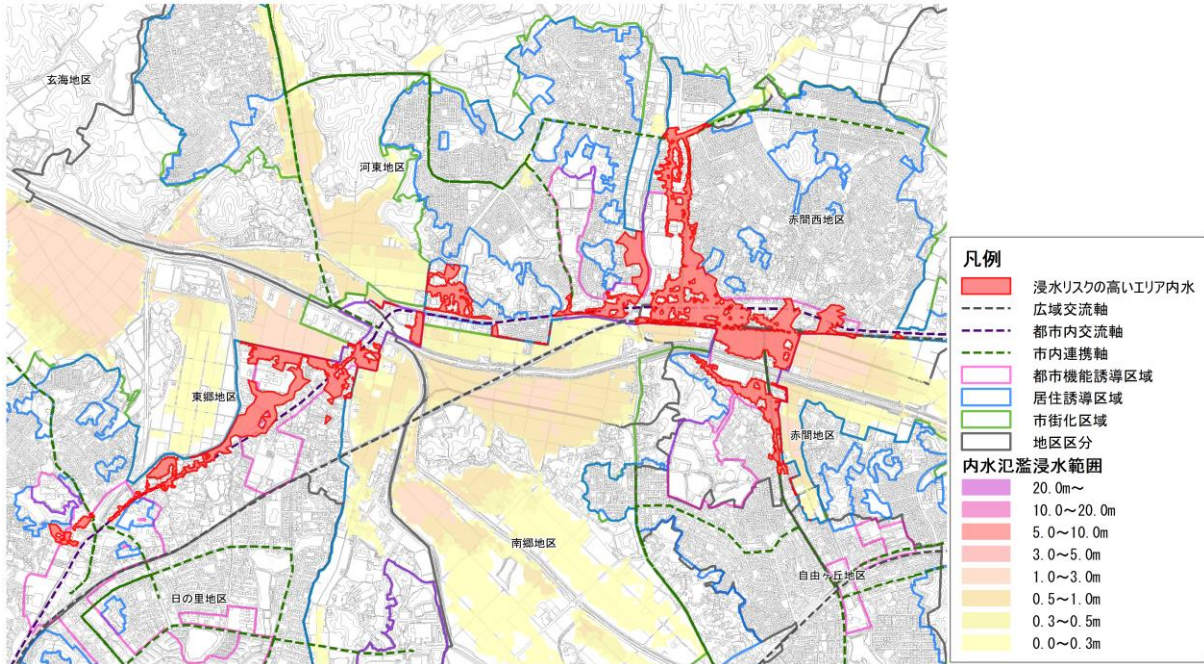 玄海地区
河東地区
赤間西地区
東郷地区
赤間地区
南郷地区
自由ヶ丘地区
日の里地区
凡例
浸水リスクの高いエリア内水
広域交流軸
都市内交流軸
市内連携軸
都市機能誘導区域
居住誘導区域
市街化区域
地区区分
内水氾濫浸水範囲
20.0m～
10.0～20.0m
5.0～10.0m
3.0～5.0m
1.0～3.0m
0.5～1.0m
0.3～0.5m
0.0～0.3m